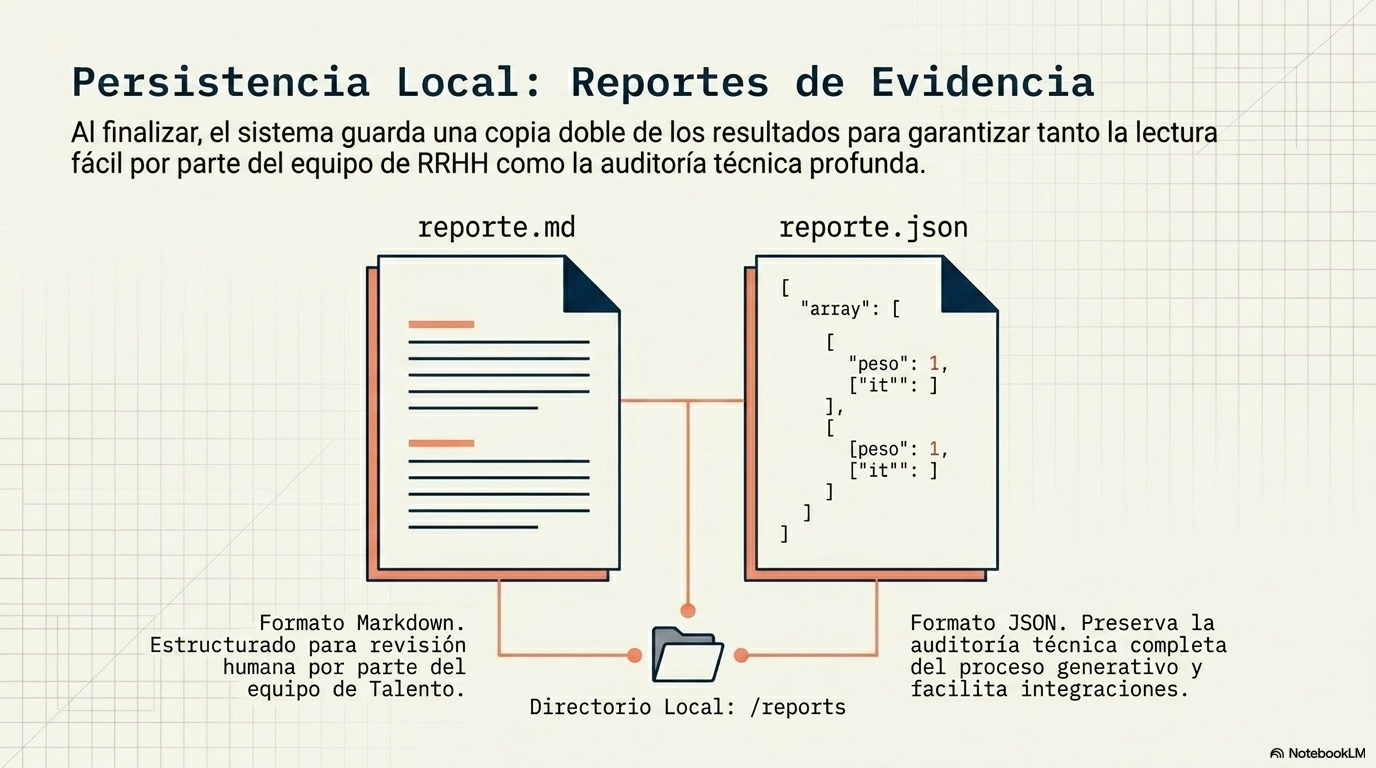 Persistencia Local: Reportes de Evidencia
Al finalizar, el sistema guarda una copia doble de los resultados para garantizar tanto la lectura
fácil por parte del equipo de RRHH como la auditoría técnica profunda.
reporte.md
reporte.json
[
"array": [
[
"peso": 1,
["it"": ]
],
[
[peso": 1,
["it"": ]
]
]
]
Formato Markdown.
Estructurado para revisión
humana por parte del
equipo de Talento.
Directorio Local: /reports
Formato JSON. Preserva la
auditoría técnica completa
del proceso generativo y
facilita integraciones.
NotebookLM